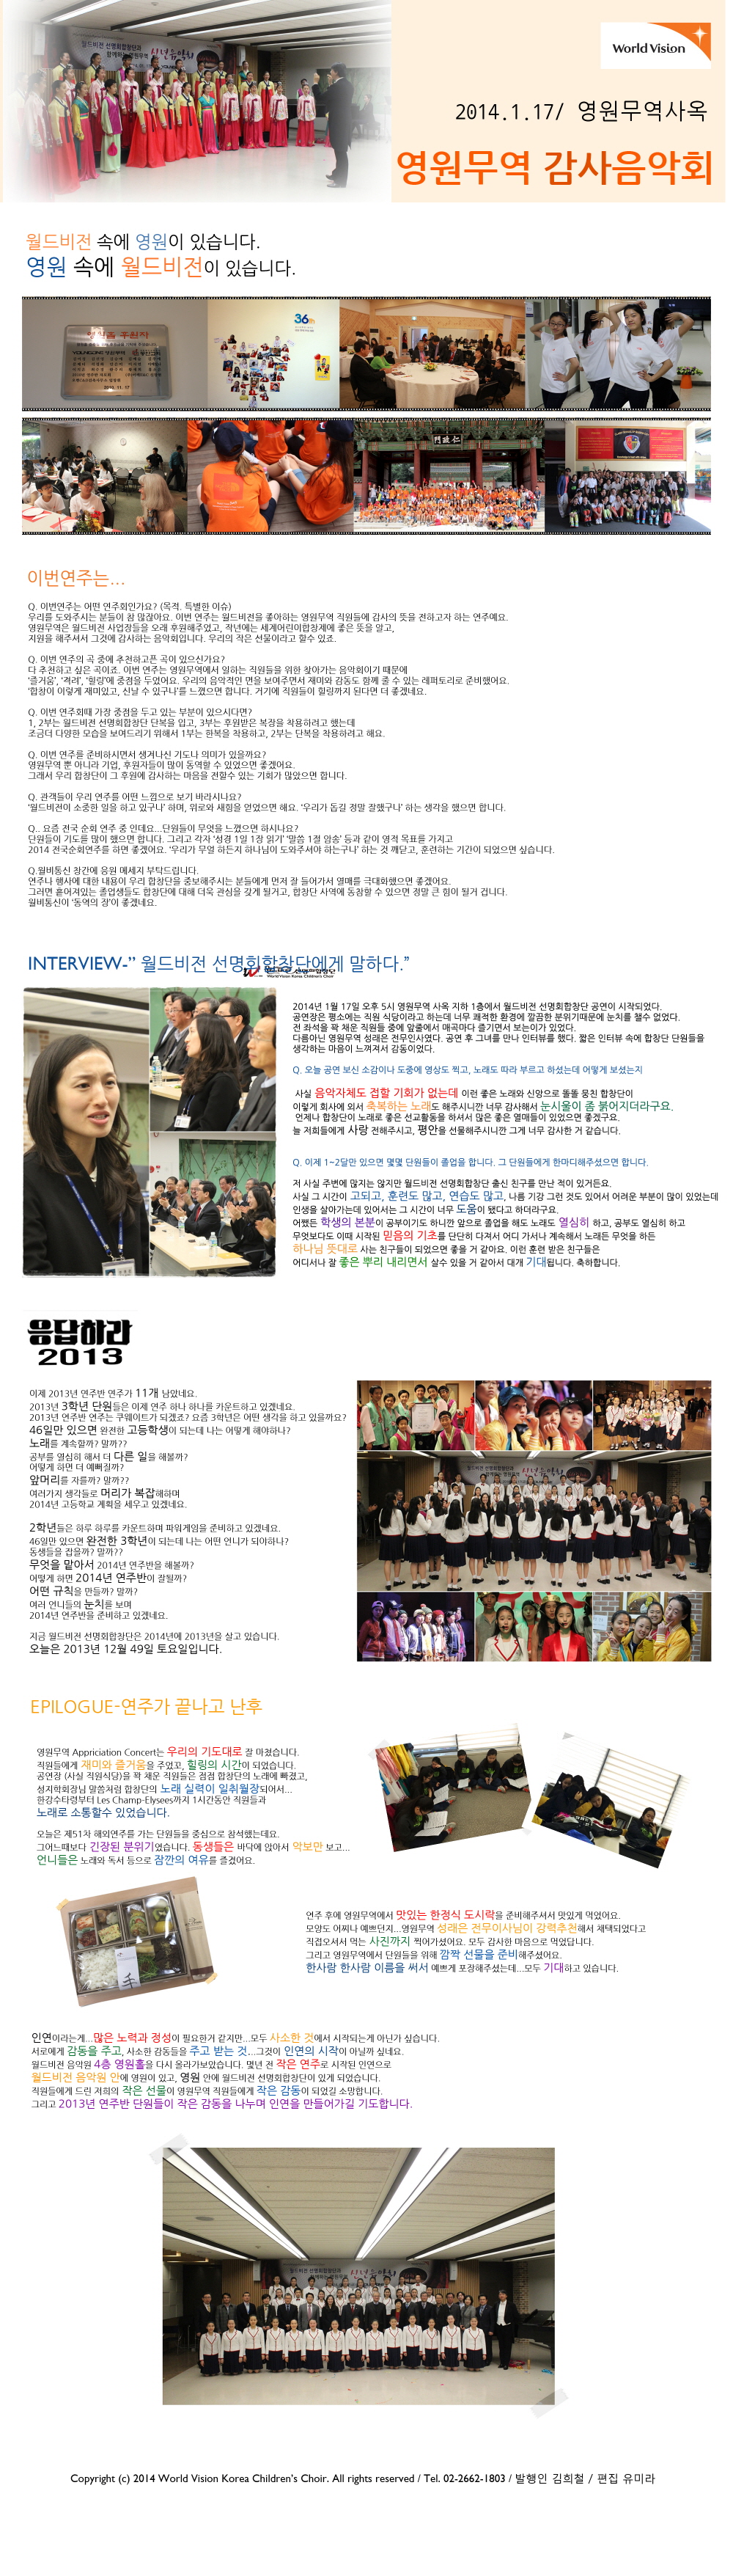 월드비전 선명회합창단과
함께하는 영원무역 신년음악회
World Vision
2014.1.17/ 영원무역사옥
영원무역 감사음악회
월드비전 속에 영원이 있습니다.
영원 속에 월드비전이 있습니다.
36th
이번연주는...
Q. 이번연주는 어떤 연주회인가요? (목적. 특별한 이슈)
우리를 도와주시는 분들이 참 많잖아요. 이번 연주는 월드비전을 좋아하는 영원무역 직원들에 감사의 뜻을 전하고자 하는 연주예요.
영원무역은 월드비전 사업장들을 오래 후원해주었고, 작년에는 세계어린이합창제에 좋은 뜻을 알고,
지원을 해주셔서 그것에 감사하는 음악회입니다. 우리의 작은 선물이라고 할수 있죠.
Q. 이번 연주의 곡 중에 추천하고픈 곡이 있으신가요?
다 추천하고 싶은 곡이죠. 이번 연주는 영원무역에서 일하는 직원들을 위한 찾아가는 음악회이기 때문에
'즐거움', '격려', '힐링'에 중점을 두었어요. 우리의 음악적인 면을 보여주면서 재미와 감동도 함께 줄 수 있는 레퍼토리로 준비했어요.
'합창이 이렇게 재미있고, 신날 수 있구나'를 느꼈으면 합니다. 거기에 직원들이 힐링까지 된다면 더 좋겠네요.
Q. 이번 연주회때 가장 중점을 두고 있는 부분이 있으시다면?
1, 2부는 월드비전 선명회합창단 단복을 입고, 3부는 후원받은 복장을 착용하려고 했는데
조금더 다양한 모습을 보여드리기 위해서 1부는 한복을 착용하고, 2부는 단복을 착용하려고 해요.
Q. 이번 연주를 준비하시면서 생겨나신 기도나 의미가 있을까요?
영원무역 뿐 아니라 기업, 후원자들이 많이 동역할 수 있었으면 좋겠어요.
그래서 우리 합창단이 그 후원에 감사하는 마음을 전할수 있는 기회가 많았으면 합니다.
Q. 관객들이 우리 연주를 어떤 느낌으로 보기 바라시나요?
'월드비전이 소중한 일을 하고 있구나' 하며, 위로와 새힘을 얻었으면 해요. '우리가 돕길 정말 잘했구나' 하는 생각을 했으면 합니다.
Q.. 요즘 전국 순회 연주 중 인데요...단원들이 무엇을 느꼈으면 하시나요?
단원들이 기도를 많이 했으면 합니다. 그리고 각자 '성경 1일 1장 읽기' '말씀 1절 암송' 등과 같이 영적 목표를 가지고
2014 전국순회연주를 하면 좋겠어요. '우리가 무얼 하든지 하나님이 도와주셔야 하는구나' 하는 것 깨닫고, 훈련하는 기간이 되었으면 싶습니다.
Q.월비통신 창간에 응원 메세지 부탁드립니다.
연주나 행사에 대한 내용이 우리 합창단을 중보해주시는 분들에게 먼저 잘 들어가서 열매를 극대화했으면 좋겠어요.
그러면 흩어져있는 졸업생들도 합창단에 대해 더욱 관심을 갖게 될거고, 합창단 사역에 동참할 수 있으면 정말 큰 힘이 될거 겁니다.
월비통신이 '동역의 장'이 좋겠네요.
INTERVIEW-" 월드비전 선명회합창단에게 말하다."
2014년 1월 17일 오후 5시 영원무역 사옥 지하 1층에서 월드비전 선명회합창단 공연이 시작되었다.
공연장은 평소에는 직원 식당이라고 하는데 너무 쾌적한 환경에 깔끔한 분위기때문에 눈치를 챌수 없었다.
전 좌석을 꽉 채운 직원들 중에 앞줄에서 매곡마다 즐기면서 보는이가 있었다.
다름아닌 영원무역 성래은 전무인사였다. 공연 후 그녀를 만나 인터뷰를 했다. 짧은 인터뷰 속에 합창단 단원들을
생각하는 마음이 느껴져서 감동이었다.
Q. 오늘 공연 보신 소감이나 도중에 영상도 찍고, 노래도 따라 부르고 하셨는데 어떻게 보셨는지
사실 음악자체도 접할 기회가 없는데 이런 좋은 노래와 신앙으로 똘똘 뭉친 합창단이
이렇게 회사에 외서 축복하는 노래도 해주시니깐 너무 감사해서 눈시울이 좀 붉어지더라구요.
언제나 합창단이 노래로 좋은 선교활동을 하셔서 많은 좋은 열매들이 있었으면 좋겠구요.
늘 저희들에게 사랑 전해주시고, 평안을 선물해주시니깐 그게 너무 감사한 거 같습니다.
Q. 이제 1~2달만 있으면 몇몇 단원들이 졸업을 합니다. 그 단원들에게 한마디해주셨으면 합니다.
저 사실 주변에 많지는 않지만 월드비전 선명회합창단 출신 친구를 만난 적이 있거든요.
사실 그 시간이 고되고, 훈련도 많고, 연습도 많고, 나름 기강 그런 것도 있어서 어려운 부분이 많이 있었는데
인생을 살아가는데 있어서는 그 시간이 너무 도움이 됐다고 하더라구요.
어쨌든 학생의 본분이 공부이기도 하니깐 앞으로 졸업을 해도 노래도 열심히 하고, 공부도 열심히 하고
무엇보다도 이때 시작된 믿음의 기초를 단단히 다져서 어디 가서나 계속해서 노래든 무엇을 하든
하나님 뜻대로 사는 친구들이 되었으면 좋을 거 같아요. 이런 훈련 받은 친구들은
어디서나 잘 좋은 뿌리 내리면서 살수 있을 거 같아서 대개 기대됩니다. 축하합니다.
응답하라
2013
이제 2013년 연주반 연주가 11개 남았네요.
2013년 3학년 단원들은 이제 연주 하나 하나를 카운트하고 있겠네요.
2013년 연주반 연주는 쿠웨이트가 되겠죠? 요즘 3학년은 어떤 생각을 하고 있을까요?
46일만 있으면 완전한 고등학생이 되는데 나는 어떻게 해야하나?
노래를 계속할까? 말까??
공부를 열심히 해서 더 다른 일을 해볼까?
어떻게 하면 더 예뻐질까?
앞머리를 자를까? 말까??
여러가지 생각들로 머리가 복잡해하며
2014년 고등학교 계획을 세우고 있겠네요.
2학년들은 하루 하루를 카운트하며 파워게임을 준비하고 있겠네요.
46일만 있으면 완전한 3학년이 되는데 나는 어떤 언니가 되야하나?
동생들을 잡을까? 말까??
무엇을 맡아서 2014년 연주반을 해볼까?
어떻게 하면 2014년 연주반이 잘될까?
어떤 규칙을 만들까? 말까?
여러 언니들의 눈치를 보며
2014년 연주반을 준비하고 있겠네요.
지금 월드비전 선명회합창단은 2014년에 2013년을 살고 있습니다.
오늘은 2013년 12월 49일 토요일입니다.
EPILOGUE-연주가 끝나고 난후
영원무역 Appriciation Concert는 우리의 기도대로 잘 마쳤습니다.
직원들에게 재미와 즐거움을 주었고, 힐링의 시간이 되었습니다.
공연장 (사실 직원식당)을 꽉 채운 직원들은 점점 합창단의 노래에 빠졌고,
성지학회장님 말씀처럼 합창단의 노래 실력이 일취월장되어서...
한강수타령부터 Les Champ-Elysees까지 1시간동안 직원들과
노래로 소통할수 있었습니다.
오늘은 제51차 해외연주를 가는 단원들을 중심으로 참석했는데요.
그어느때보다 긴장된 분위기였습니다. 동생들은 바닥에 앉아서 악보만 보고...
언니들은 노래와 독서 등으로 잠깐의 여유를 즐겼어요.
연주 후에 영원무역에서 맛있는 한정식 도시락을 준비해주셔서 맛있게 먹었어요.
모양도 어찌나 예쁘던지...영원무역 성래은 전무이사님이 강력추천해서 채택되었다고
직접오셔서 먹는 사진까지 찍어가셨어요. 모두 감사한 마음으로 먹었답니다.
그리고 영원무역에서 단원들을 위해 깜짝 선물을 준비해주셨어요.
한사람 한사람 이름을 써서 예쁘게 포장해주셨는데...모두 기대하고 있습니다.
인연이라는게...많은 노력과 정성이 필요한거 같지만...모두 사소한 것에서 시작되는게 아닌가 싶습니다.
서로에게 감동을 주고, 사소한 감동들을 주고 받는 것...그것이 인연의 시작이 아닐까 싶네요.
월드비전 음악원 4층 영원홀을 다시 올라가보았습니다. 몇년 전 작은 연주로 시작된 인연으로
월드비전 음악원 안에 영원이 있고, 영원 안에 월드비전 선명회합창단이 있게 되었습니다.
직원들에게 드린 저희의 작은 선물이 영원무역 직원들에게 작은 감동이 되었길 소망합니다.
그리고 2013년 연주반 단원들이 작은 감동을 나누며 인연을 만들어가길 기도합니다.
월드비전 선명회합창단과
신년음악회
Copyright (c) 2014 World Vision Korea Children's Choir. All rights reserved / Tel. 02-2662-1803 / 발행인 김희철 / 편집 유미라